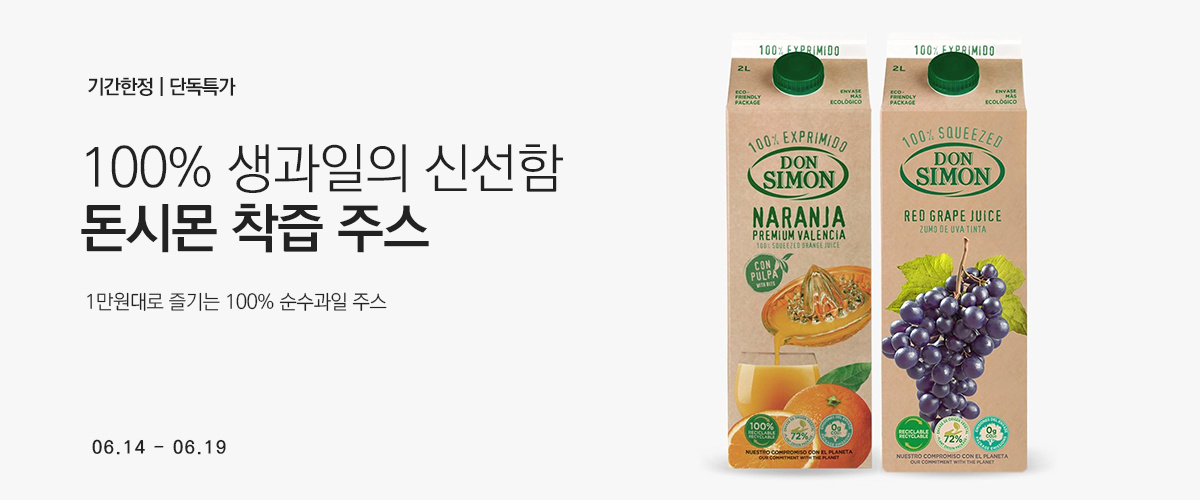 기간한정 | 단독특가
100% 생과일의 신선함
돈시몬 착즙 주스
1만원대로 즐기는 100% 순수과일 주스
06.14 - 06.19
100% EXPRIMIDO
2L
ECO-
FRIENDLY
PACKAGE
ENVASE
MÁS
ECOLÓGICO
100% EXPRIMIDO
DON
SIMON
NARANJA
PREMIUM VALENCIA
100% SQUEEZED ORANGE JUICE
CON
PULPA
WITH BITS
100%
RECICLABLE
RECYCLABLE
72%
0g
NUESTRO COMPROMISO CON EL PLANETA
OUR COMMITMENT WITH THE PLANET
100% EXPRIMIDO
2L
ECO-
FRIENDLY
PACKAGE
ENVASE
MÁS
ECOLÓGICO
100% SQUEEZED
DON
SIMON
RED GRAPE JUICE
ZUMO DE UVA TINTA
RECICLABLE
RECYCLABLE
72%
0g
NUESTRO COMPROMISO CON EL PLANETA
OUR COMMITMENT WITH THE PLANET